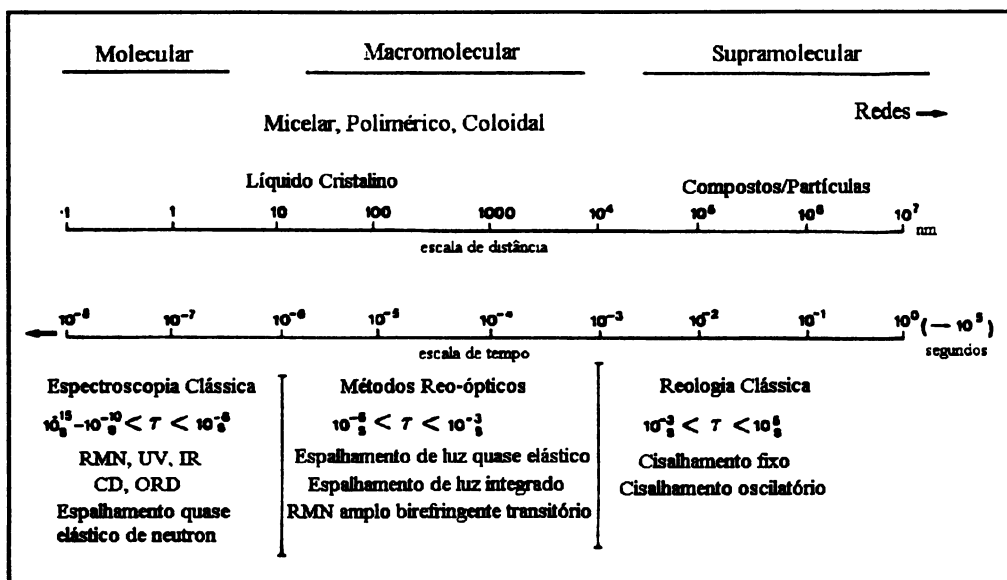 Molecular Macromolecular Supramolecular
Redes →
Micelar, Polimérico, Coloidal
Líquido Cristalino Compostos/Partículas
.1 1 10 100 1000 10⁴ 10⁵ 10⁶ 10⁷
nm
escala de distância
10⁻⁸ 10⁻⁷ 10⁻⁶ 10⁻⁵ 10⁻⁴ 10⁻³ 10⁻² 10⁻¹ 10⁰ (→ 10⁵)
escala de tempo segundos
Espectroscopia Clássica Métodos Reo-ópticos Reologia Clássica
10⁻¹⁵s – 10⁻¹⁰s < τ < 10⁻⁶s 10⁻⁶s < τ < 10⁻³s 10⁻³s < τ < 10⁵s
RMN, UV, IR Espalhamento de luz quase elástico Cisalhamento fixo
CD, ORD Espalhamento de luz integrado Cisalhamento oscilatório
Espalhamento quase RMN amplo birefringente transitório
elástico de neutron